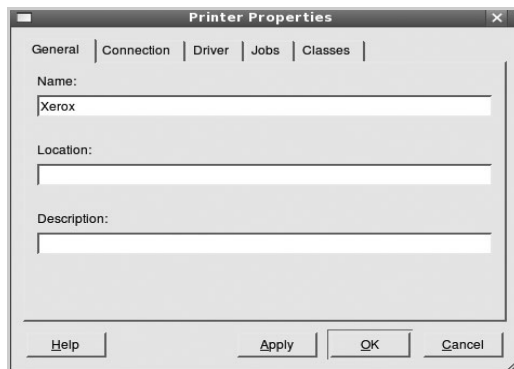 Printer Properties
General Connection Driver Jobs Classes
Name:
Xerox
Location:
Description:
Help Apply OK Cancel